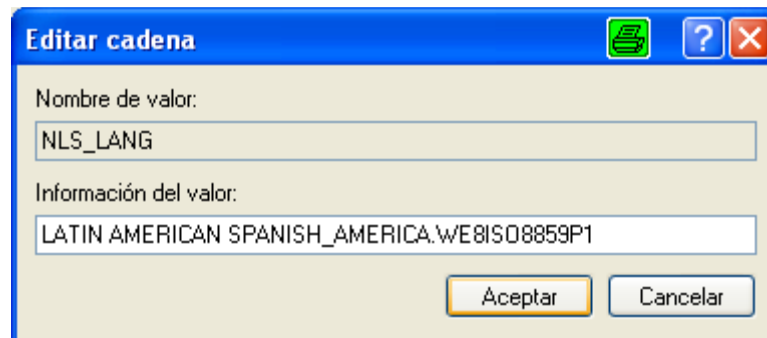 Editar cadena
Nombre de valor:
NLS_LANG
Información del valor:
LATIN AMERICAN SPANISH_AMERICA.WE8ISO8859P1
Aceptar Cancelar